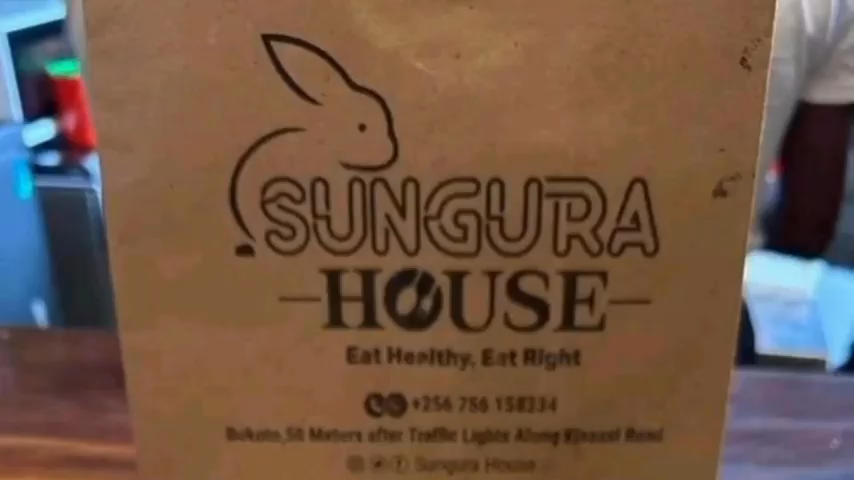 SUNGURA
HOUSE
Eat Healthy, Eat Right
+256 786 158334
Bukoto, 50 Meters after Traffic Lights Along Kisaasi Road
Sungura House